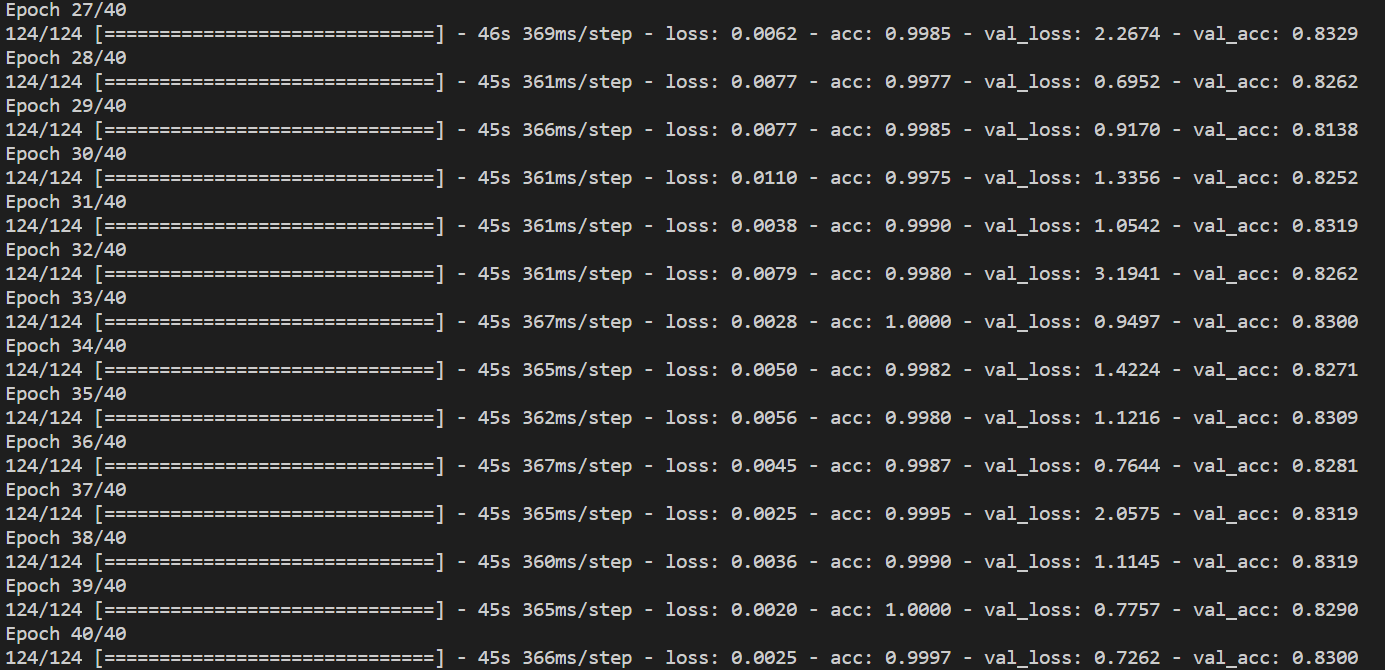 Epoch 27/40
124/124 [==============================] - 46s 369ms/step - loss: 0.0062 - acc: 0.9985 - val_loss: 2.2674 - val_acc: 0.8329
Epoch 28/40
124/124 [==============================] - 45s 361ms/step - loss: 0.0077 - acc: 0.9977 - val_loss: 0.6952 - val_acc: 0.8262
Epoch 29/40
124/124 [==============================] - 45s 366ms/step - loss: 0.0077 - acc: 0.9985 - val_loss: 0.9170 - val_acc: 0.8138
Epoch 30/40
124/124 [==============================] - 45s 361ms/step - loss: 0.0110 - acc: 0.9975 - val_loss: 1.3356 - val_acc: 0.8252
Epoch 31/40
124/124 [==============================] - 45s 361ms/step - loss: 0.0038 - acc: 0.9990 - val_loss: 1.0542 - val_acc: 0.8319
Epoch 32/40
124/124 [==============================] - 45s 361ms/step - loss: 0.0079 - acc: 0.9980 - val_loss: 3.1941 - val_acc: 0.8262
Epoch 33/40
124/124 [==============================] - 45s 367ms/step - loss: 0.0028 - acc: 1.0000 - val_loss: 0.9497 - val_acc: 0.8300
Epoch 34/40
124/124 [==============================] - 45s 365ms/step - loss: 0.0050 - acc: 0.9982 - val_loss: 1.4224 - val_acc: 0.8271
Epoch 35/40
124/124 [==============================] - 45s 362ms/step - loss: 0.0056 - acc: 0.9980 - val_loss: 1.1216 - val_acc: 0.8309
Epoch 36/40
124/124 [==============================] - 45s 367ms/step - loss: 0.0045 - acc: 0.9987 - val_loss: 0.7644 - val_acc: 0.8281
Epoch 37/40
124/124 [==============================] - 45s 365ms/step - loss: 0.0025 - acc: 0.9995 - val_loss: 2.0575 - val_acc: 0.8319
Epoch 38/40
124/124 [==============================] - 45s 360ms/step - loss: 0.0036 - acc: 0.9990 - val_loss: 1.1145 - val_acc: 0.8319
Epoch 39/40
124/124 [==============================] - 45s 365ms/step - loss: 0.0020 - acc: 1.0000 - val_loss: 0.7757 - val_acc: 0.8290
Epoch 40/40
124/124 [==============================] - 45s 366ms/step - loss: 0.0025 - acc: 0.9997 - val_loss: 0.7262 - val_acc: 0.8300